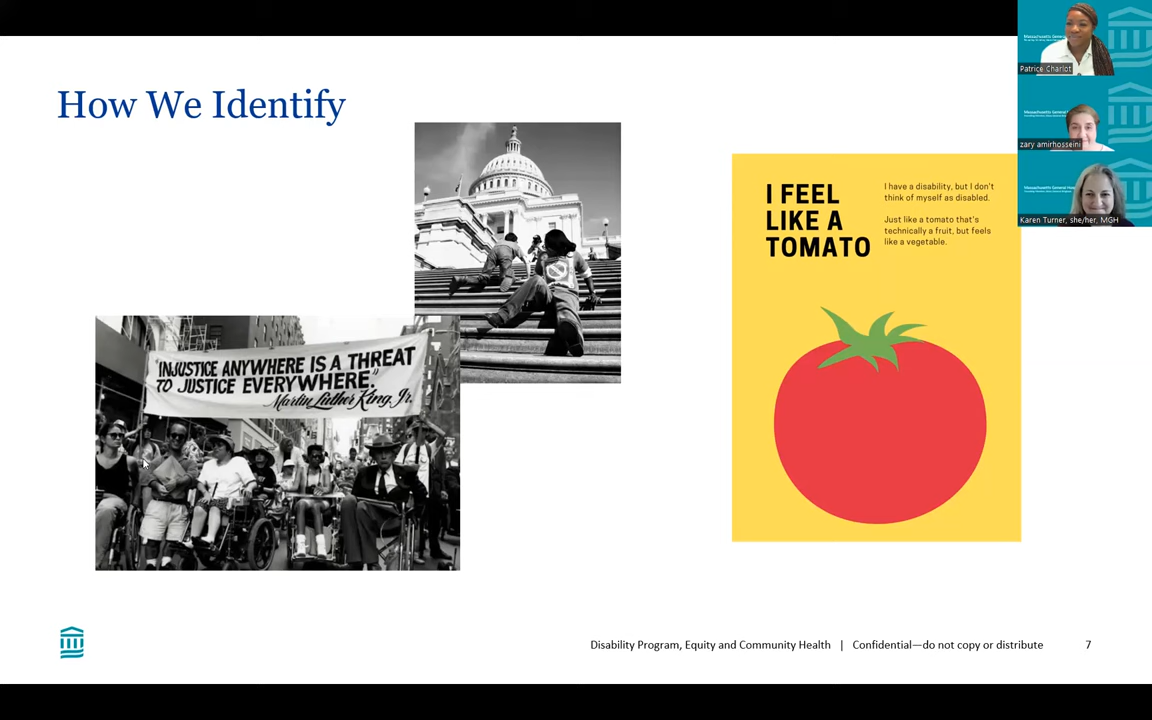 How We Identify
"INJUSTICE ANYWHERE IS A THREAT
TO JUSTICE EVERYWHERE."
Martin Luther King, Jr.
I FEEL
LIKE A
TOMATO
I have a disability, but I don't
think of myself as disabled.
Just like a tomato that's
technically a fruit, but feels
like a vegetable.
Patrice Charlot
zary amirhosseini
Karen Turner, she/her, MGH
Disability Program, Equity and Community Health | Confidential—do not copy or distribute
7